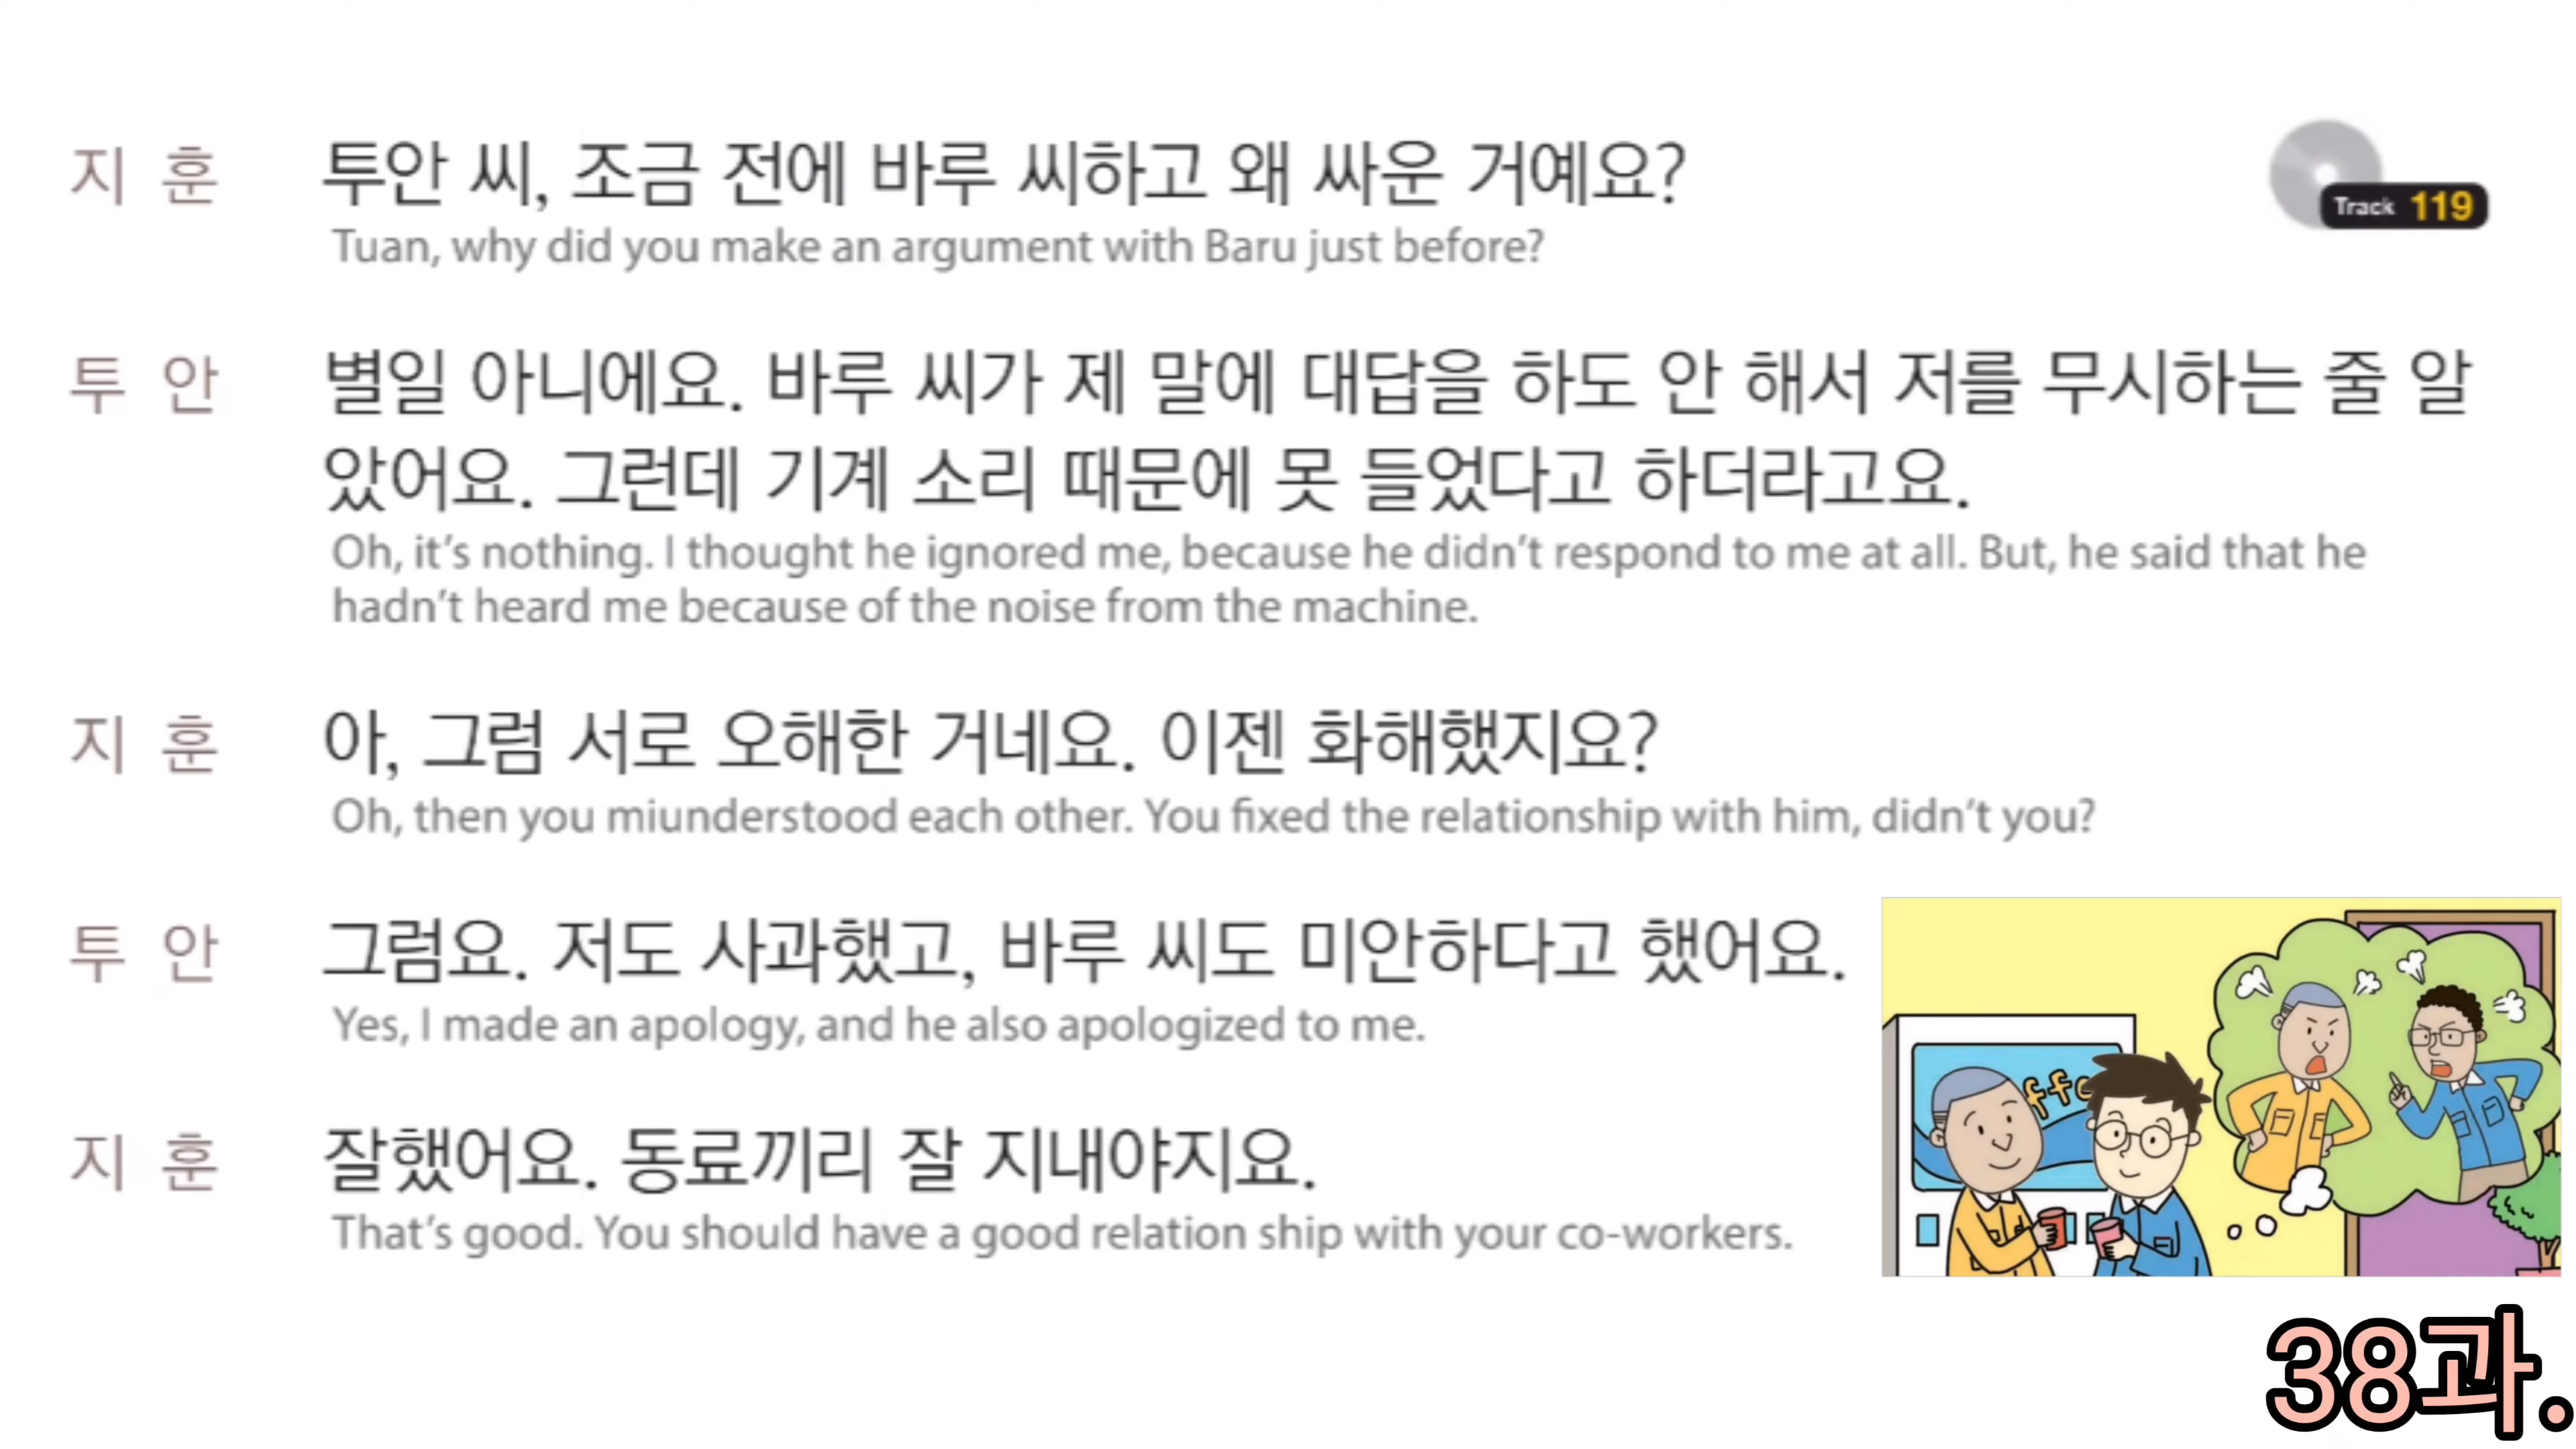 지훈 투안 씨, 조금 전에 바루 씨하고 왜 싸운 거예요?
Tuan, why did you make an argument with Baru just before?
Track 119
투안 별일 아니에요. 바루 씨가 제 말에 대답을 하도 안 해서 저를 무시하는 줄 알
았어요. 그런데 기계 소리 때문에 못 들었다고 하더라고요.
Oh, it's nothing. I thought he ignored me, because he didn't respond to me at all. But, he said that he
hadn't heard me because of the noise from the machine.
지훈 아, 그럼 서로 오해한 거네요. 이젠 화해했지요?
Oh, then you miunderstood each other. You fixed the relationship with him, didn't you?
투안 그럼요. 저도 사과했고, 바루 씨도 미안하다고 했어요.
Yes, I made an apology, and he also apologized to me.
지훈 잘했어요. 동료끼리 잘 지내야지요.
That's good. You should have a good relation ship with your co-workers.
ffe
38과.